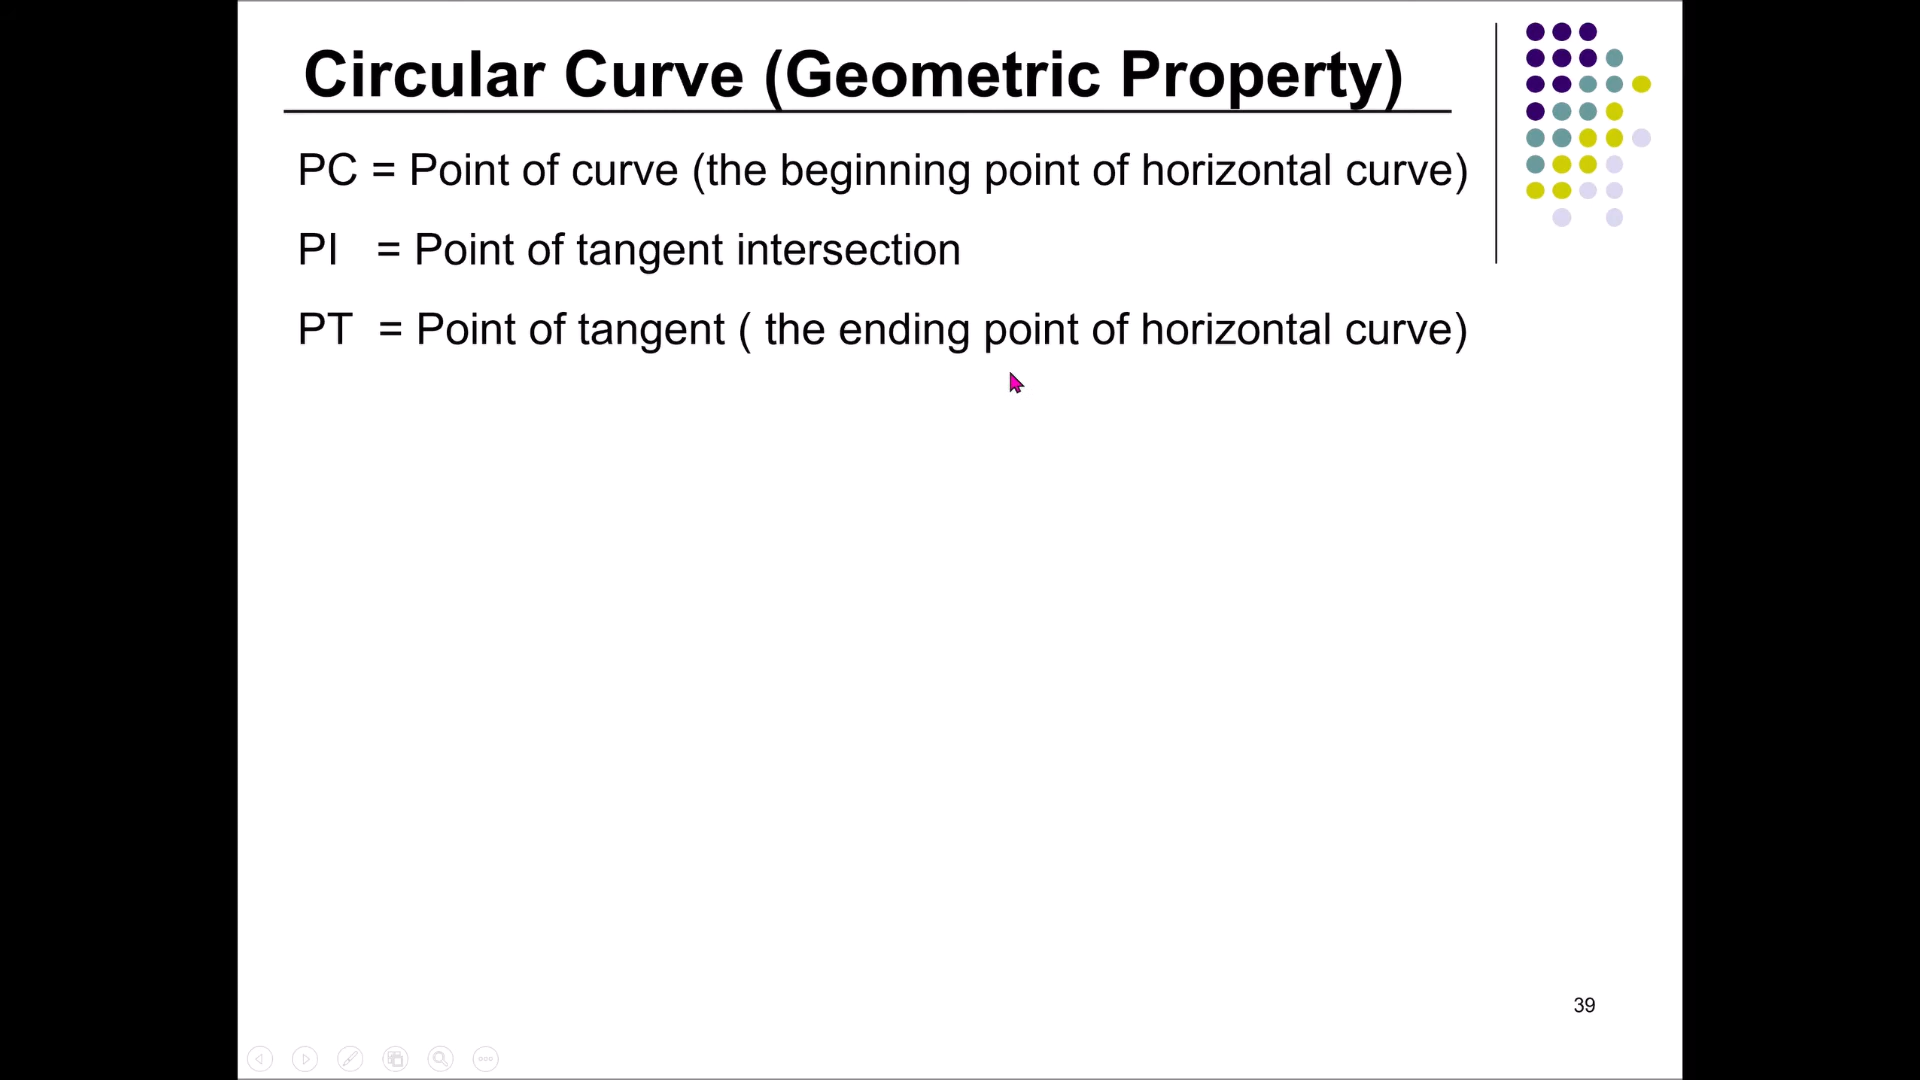 Circular Curve (Geometric Property)
PC = Point of curve (the beginning point of horizontal curve)
PI = Point of tangent intersection
PT = Point of tangent ( the ending point of horizontal curve)
39